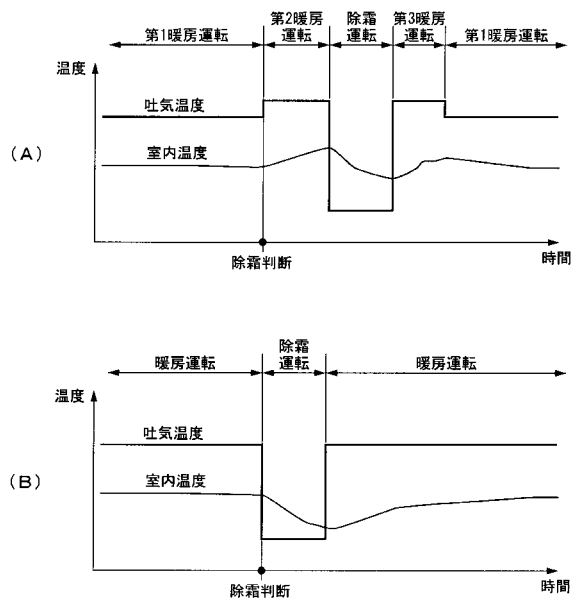 第1暖房運転
第2暖房
運転
除霜
運転
第3暖房
運転
第1暖房運転
温度
吐気温度
(A)
室内温度
時間
除霜判断
暖房運転
除霜
運転
暖房運転
温度
吐気温度
(B)
室内温度
時間
除霜判断